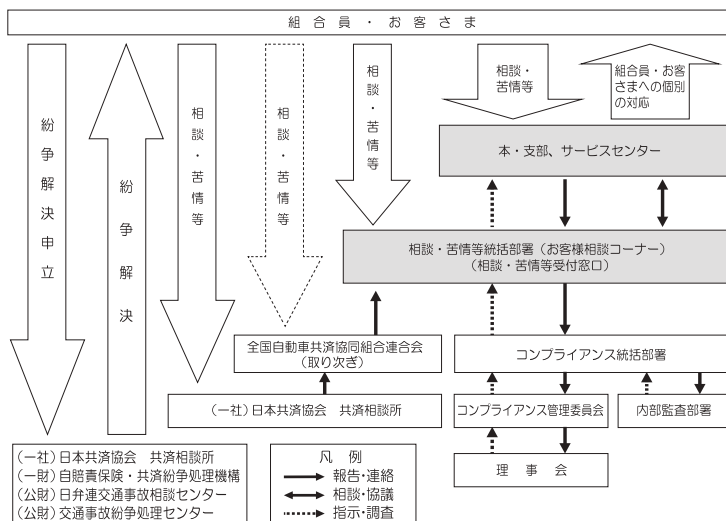 組合員・お客さま
紛争解決申立
紛争解決
相談・苦情等
相談・苦情等
相談・苦情等
相談・
苦情等
組合員・お客
さまへの個別
の対応
本・支部、サービスセンター
相談・苦情等統括部署（お客様相談コーナー）
（相談・苦情等受付窓口）
全国自動車共済協同組合連合会
（取り次ぎ）
コンプライアンス統括部署
（一社）日本共済協会　共済相談所
コンプライアンス管理委員会
内部監査部署
理事会
（一社）日本共済協会　共済相談所
（一財）自賠責保険・共済紛争処理機構
（公財）日弁連交通事故相談センター
（公財）交通事故紛争処理センター
凡例
報告・連絡
相談・協議
指示・調査